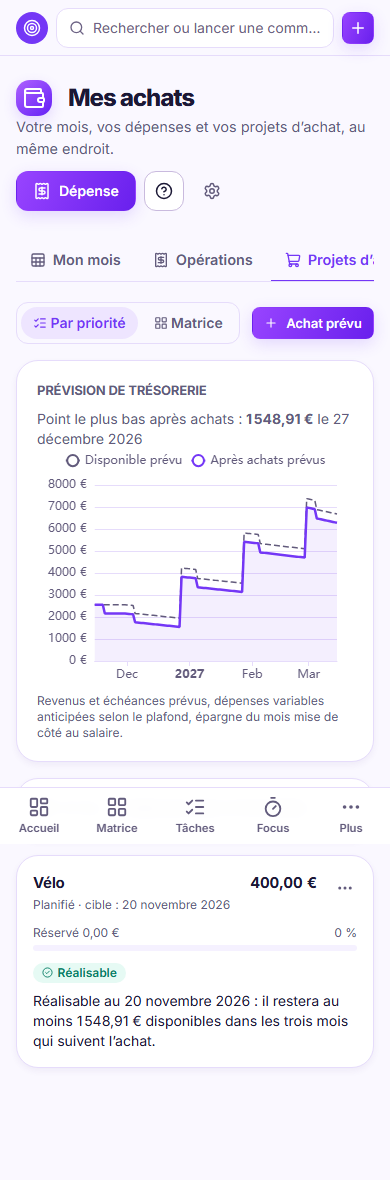 Rechercher ou lancer une comm...
Mes achats
Votre mois, vos dépenses et vos projets d’achat, au
même endroit.
Dépense
Mon mois
Opérations
Projets d’
Par priorité
Matrice
Achat prévu
PRÉVISION DE TRÉSORERIE
Point le plus bas après achats : 1 548,91 € le 27
décembre 2026
Disponible prévu
Après achats prévus
8000 €
7000 €
6000 €
5000 €
4000 €
3000 €
2000 €
1000 €
0 €
Dec
2027
Feb
Mar
Revenus et échéances prévus, dépenses variables
anticipées selon le plafond, épargne du mois mise de
côté au salaire.
Accueil
Matrice
Tâches
Focus
Plus
Vélo
400,00 €
Planifié · cible : 20 novembre 2026
Réservé 0,00 €
0 %
Réalisable
Réalisable au 20 novembre 2026 : il restera au
moins 1 548,91 € disponibles dans les trois mois
qui suivent l’achat.